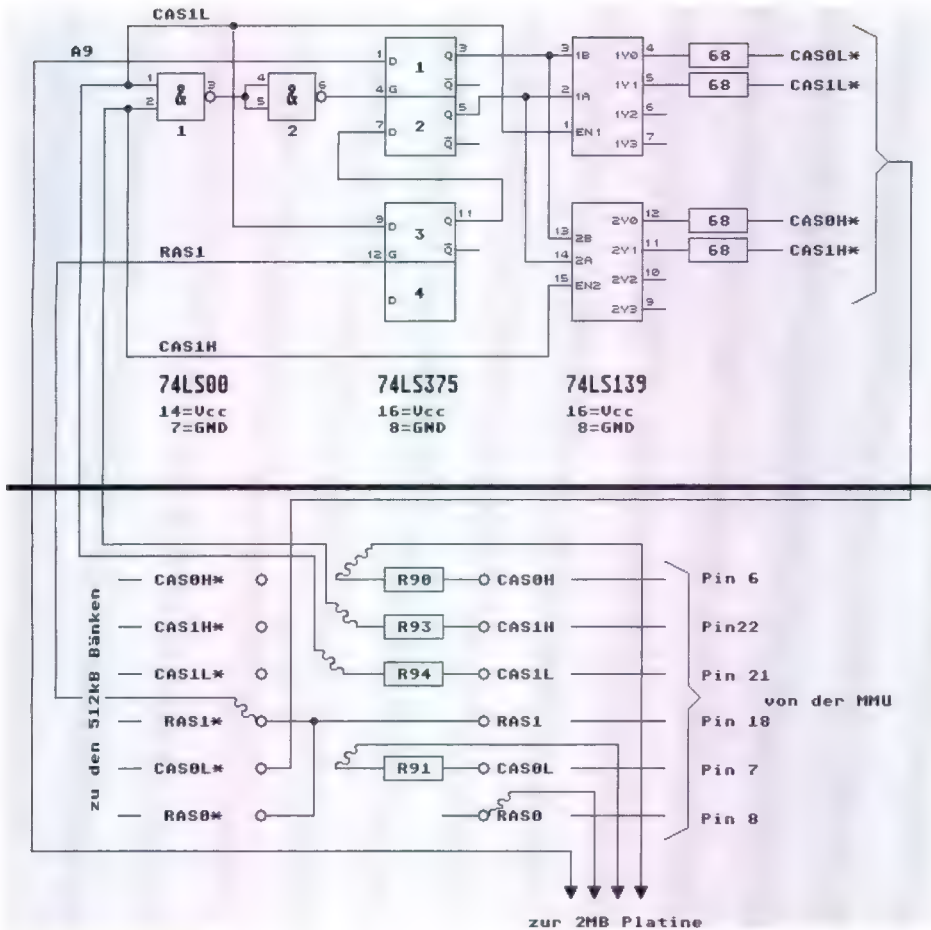 CAS1L
A9
1
2
&
3
1
4
5
&
6
2
1
D
1
Q
3
4
G
Q
2
Q
5
7
D
Q
9
D
3
Q
11
12
G
Q
4
D
3
1B
1Y0
4
2
1A
1Y1
5
1Y2
6
1
EN1
1Y3
7
2Y0
12
13
2B
2Y1
11
14
2A
2Y2
10
15
EN2
2Y3
9
68
CAS0L*
68
CAS1L*
68
CAS0H*
68
CAS1H*
RAS1
CAS1H
74LS00
14=Vcc
7=GND
74LS375
16=Vcc
8=GND
74LS139
16=Vcc
8=GND
zu den 512kB Bänken
CAS0H*
R90
CAS0H
Pin 6
CAS1H*
R93
CAS1H
Pin22
CAS1L*
R94
CAS1L
Pin 21
von der MMU
RAS1*
RAS1
Pin 18
CAS0L*
R91
CAS0L
Pin 7
RAS0*
RAS0
Pin 8
zur 2MB Platine